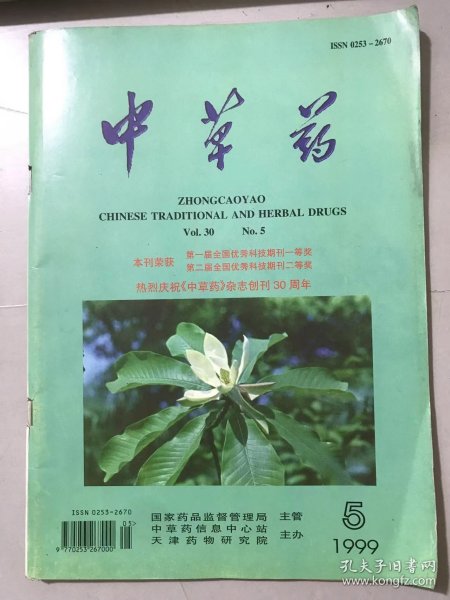 ISSN 0253-2670
中草药
ZHONGCAOYAO
CHINESE TRADITIONAL AND HERBAL DRUGS
Vol. 30 No. 5
本刊荣获
第一届全国优秀科技期刊一等奖
第二届全国优秀科技期刊二等奖
热烈庆祝《中草药》杂志创刊30周年
ISSN 0253-2670
05>
9 770253 267000
国家药品监督管理局 主管
中草药信息中心站
天津药物研究院 主办
5
1999
孔夫子旧书网
www.kongfz.com